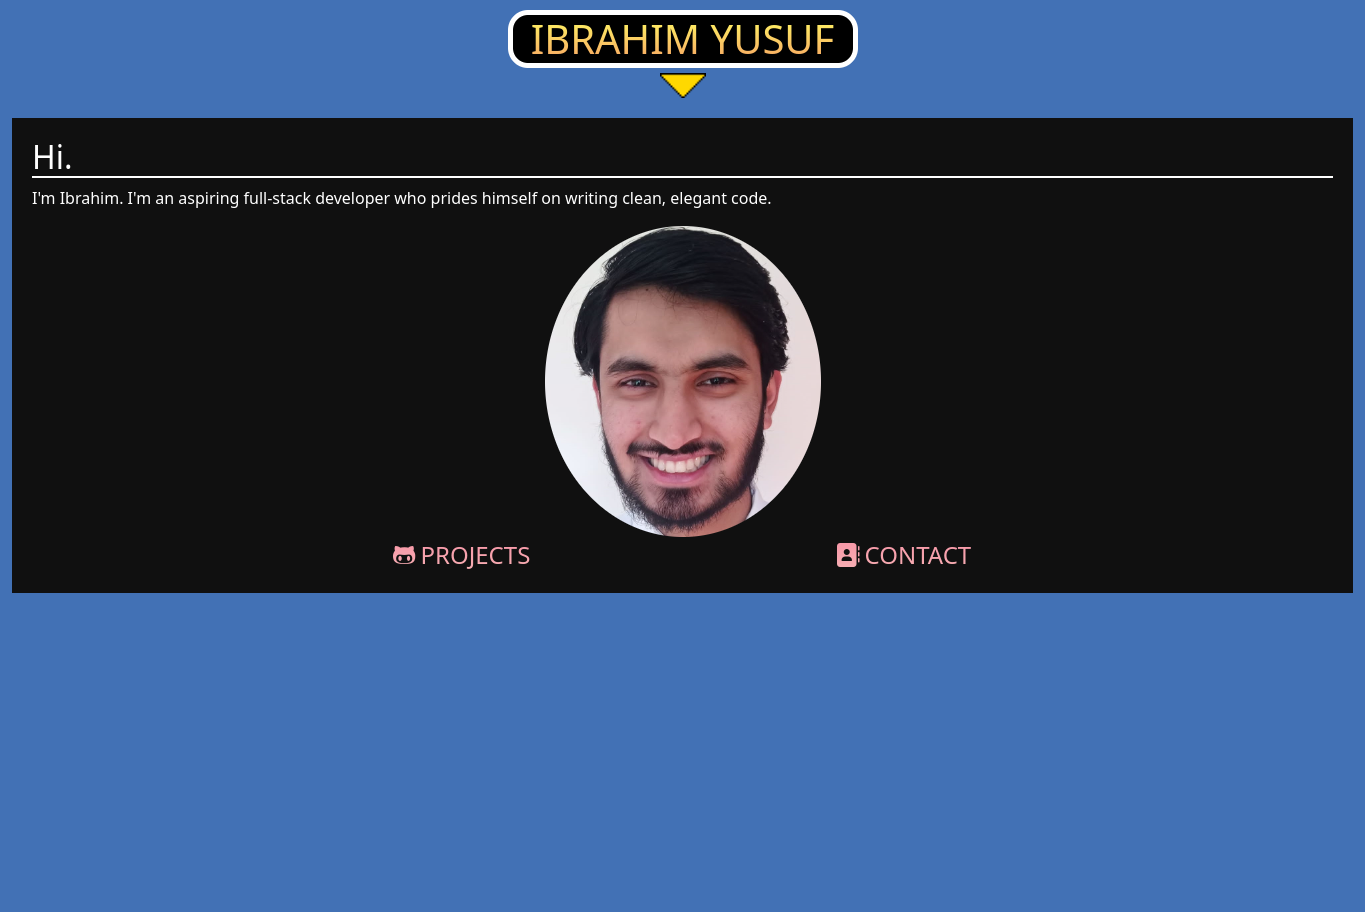 IBRAHIM YUSUF
Hi.
I'm Ibrahim. I'm an aspiring full-stack developer who prides himself on writing clean, elegant code.
PROJECTS
CONTACT